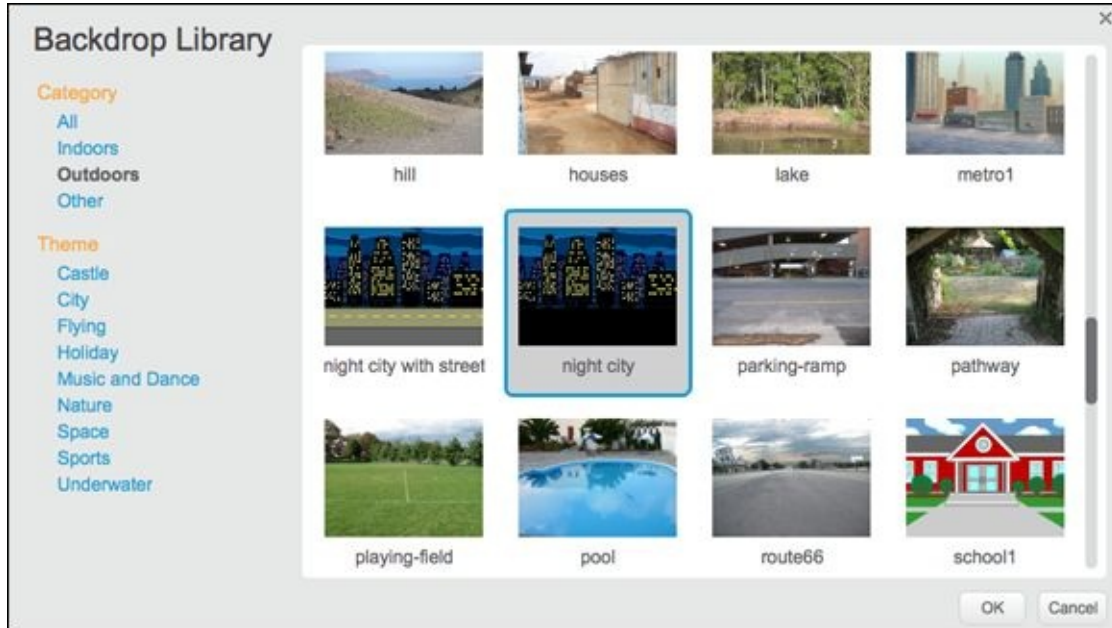 Backdrop Library
Category
All
Indoors
Outdoors
Other
Theme
Castle
City
Flying
Holiday
Music and Dance
Nature
Space
Sports
Underwater
hill houses lake metro1
night city with street night city parking-ramp pathway
playing-field pool route66 school1
OK Cancel